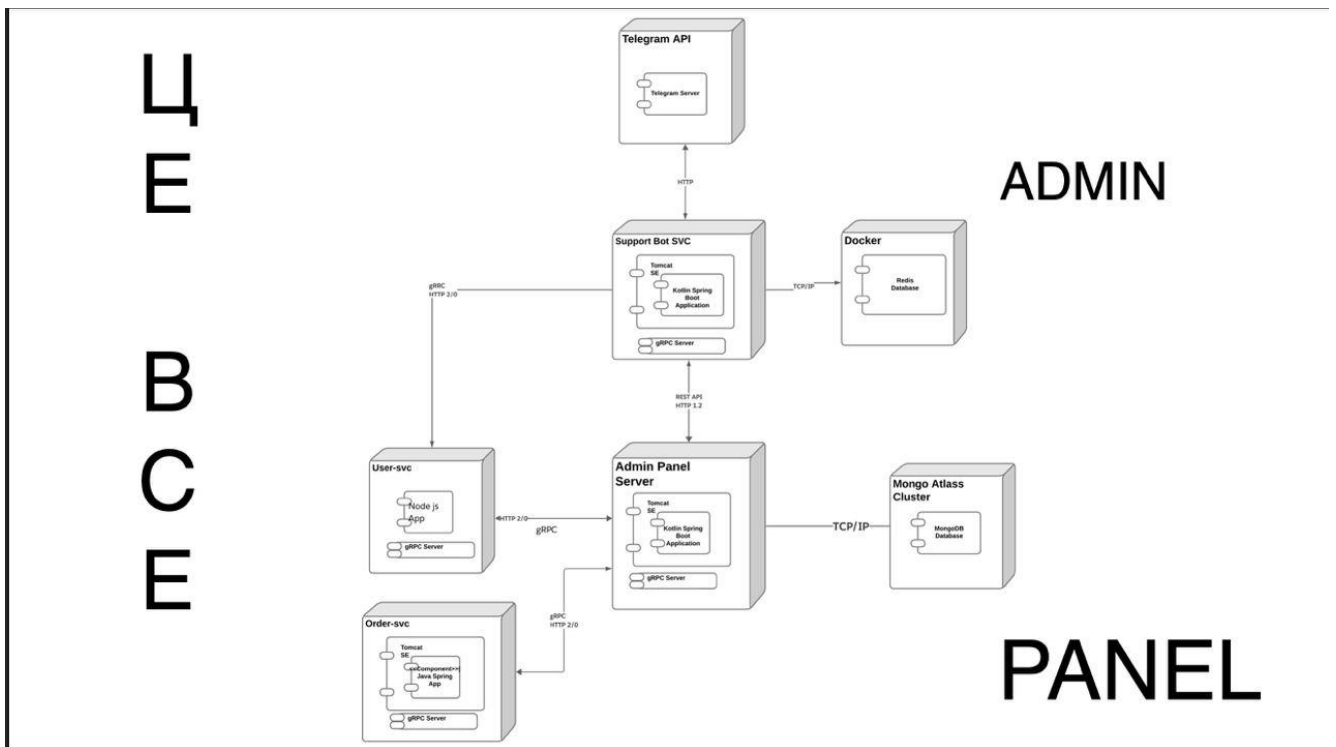 Ц
Е
В
С
Е
ADMIN
PANEL
Telegram API
Telegram Server
HTTP
Support Bot SVC
Tomcat
SE
Kotlin Spring
Boot
Application
gRPC Server
TCP/IP
Docker
Redis
Database
gRRC
HTTP 2/0
REST API
HTTP 1.2
User-svc
Node js
App
gRPC Server
HTTP 2/0
gRPC
Admin Panel
Server
Tomcat
SE
Kotlin Spring
Boot
Application
gRPC Server
TCP/IP
Mongo Atlass
Cluster
MongoDB
Database
gRPC
HTTP 2/0
Order-svc
Tomcat
SE
<<Component>>
Java Spring
App
gRPC Server